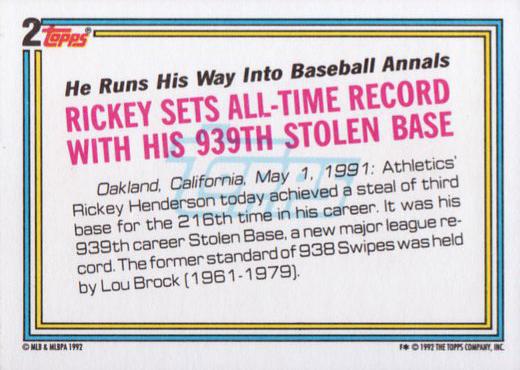 2 Topps®
He Runs His Way Into Baseball Annals
RICKEY SETS ALL-TIME RECORD
WITH HIS 939TH STOLEN BASE
Topps
Oakland, California, May 1, 1991: Athletics'
Rickey Henderson today achieved a steal of third
base for the 216th time in his career. It was his
939th career Stolen Base, a new major league re-
cord. The former standard of 938 Swipes was held
by Lou Brock (1961-1979).
© MLB & MLBPA 1992
F✱ © 1992 THE TOPPS COMPANY, INC.